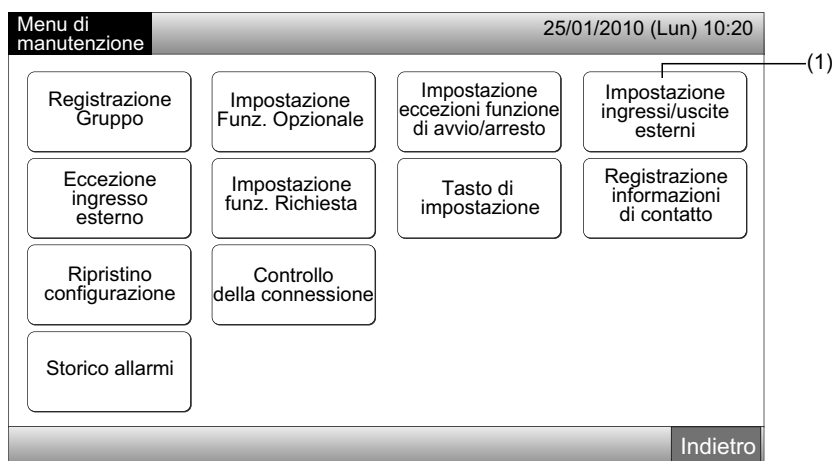 Menu di
manutenzione
25/01/2010 (Lun) 10:20
(1)
Registrazione
Gruppo
Impostazione
Funz. Opzionale
Impostazione
eccezioni funzione
di avvio/arresto
Impostazione
ingressi/uscite
esterni
Eccezione
ingresso
esterno
Impostazione
funz. Richiesta
Tasto di
impostazione
Registrazione
informazioni
di contatto
Ripristino
configurazione
Controllo
della connessione
Storico allarmi
Indietro